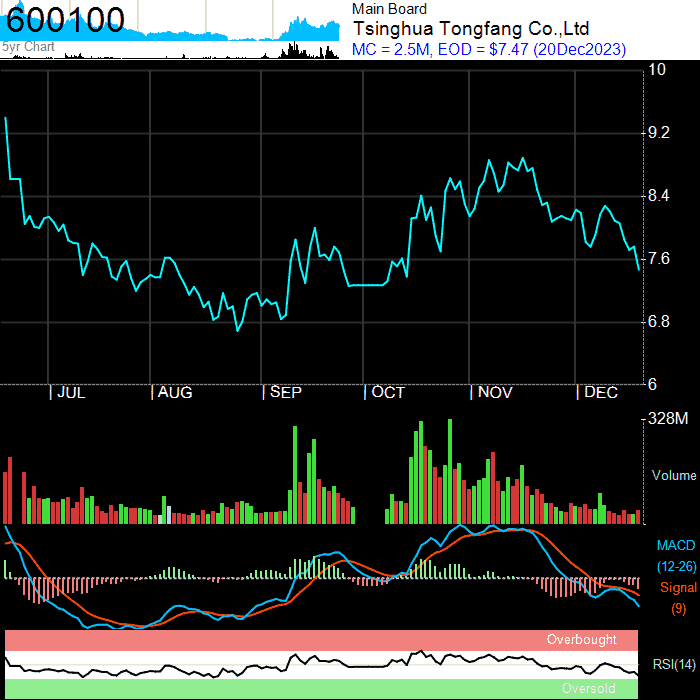 600100
5yr Chart
Main Board
Tsinghua Tongfang Co.,Ltd
MC = 2.5M, EOD = $7.47 (20Dec2023)
10
9.2
8.4
7.6
6.8
6
| JUL | AUG | SEP | OCT | NOV | DEC
328M
Volume
MACD
(12-26)
Signal
(9)
Overbought
RSI(14)
Oversold